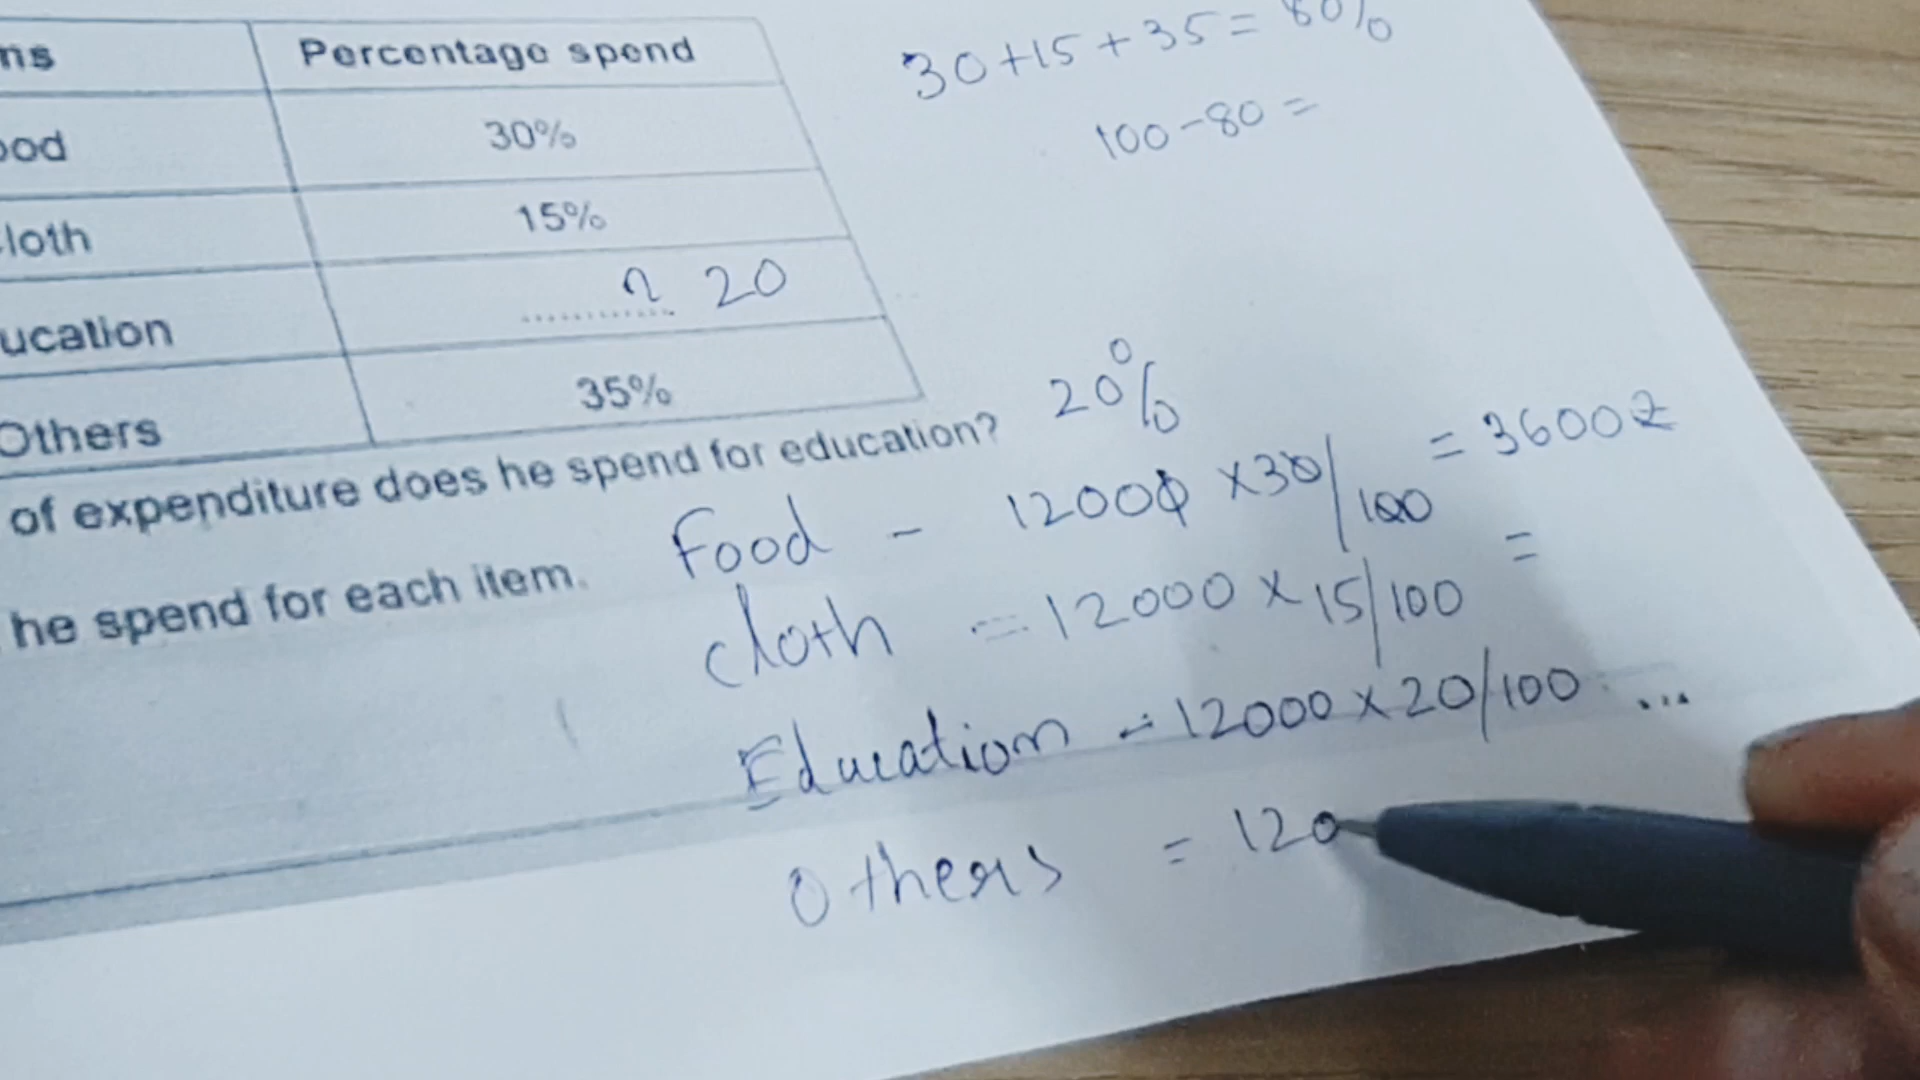 ms Percentage spend
ood 30%
loth 15%
ucation ............ 20
Others 35%
30+15+35= 80%
100-80=
of expenditure does he spend for education? 20%
he spend for each item.
Food - 12000 x30/100 = 3600
cloth = 12000 x 15/100 =
Education - 12000 x 20/100 ...
Others = 120